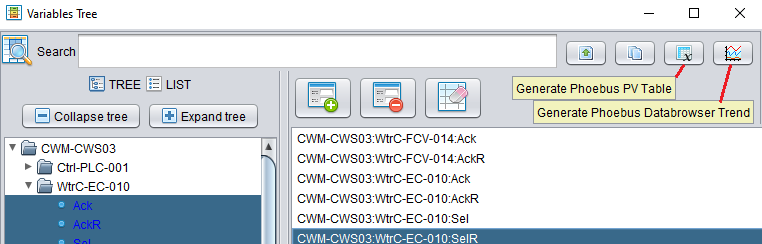 Variables Tree
Search
Generate Phoebus PV Table
Generate Phoebus Databrowser Trend
TREE LIST
Collapse tree Expand tree
CWM-CWS03
Ctrl-PLC-001
WtrC-EC-010
Ack
AckR
Sel
CWM-CWS03:WtrC-FCV-014:Ack
CWM-CWS03:WtrC-FCV-014:AckR
CWM-CWS03:WtrC-EC-010:Ack
CWM-CWS03:WtrC-EC-010:AckR
CWM-CWS03:WtrC-EC-010:Sel
CWM-CWS03:WtrC-EC-010:SelR